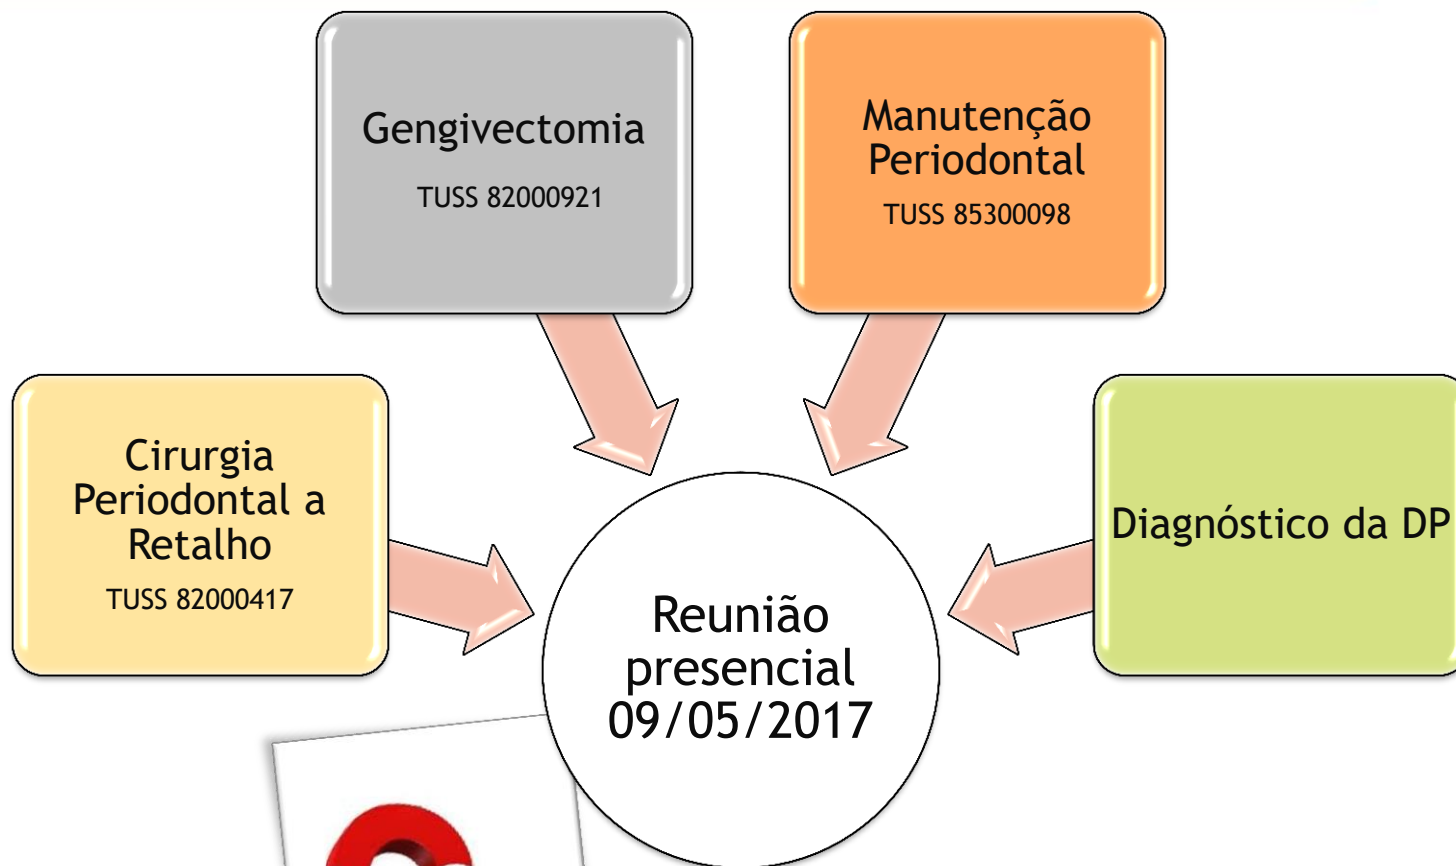 Gengivectomia
TUSS 82000921
Manutenção
Periodontal
TUSS 85300098
Cirurgia
Periodontal a
Retalho
TUSS 82000417
Diagnóstico da DP
Reunião
presencial
09/05/2017